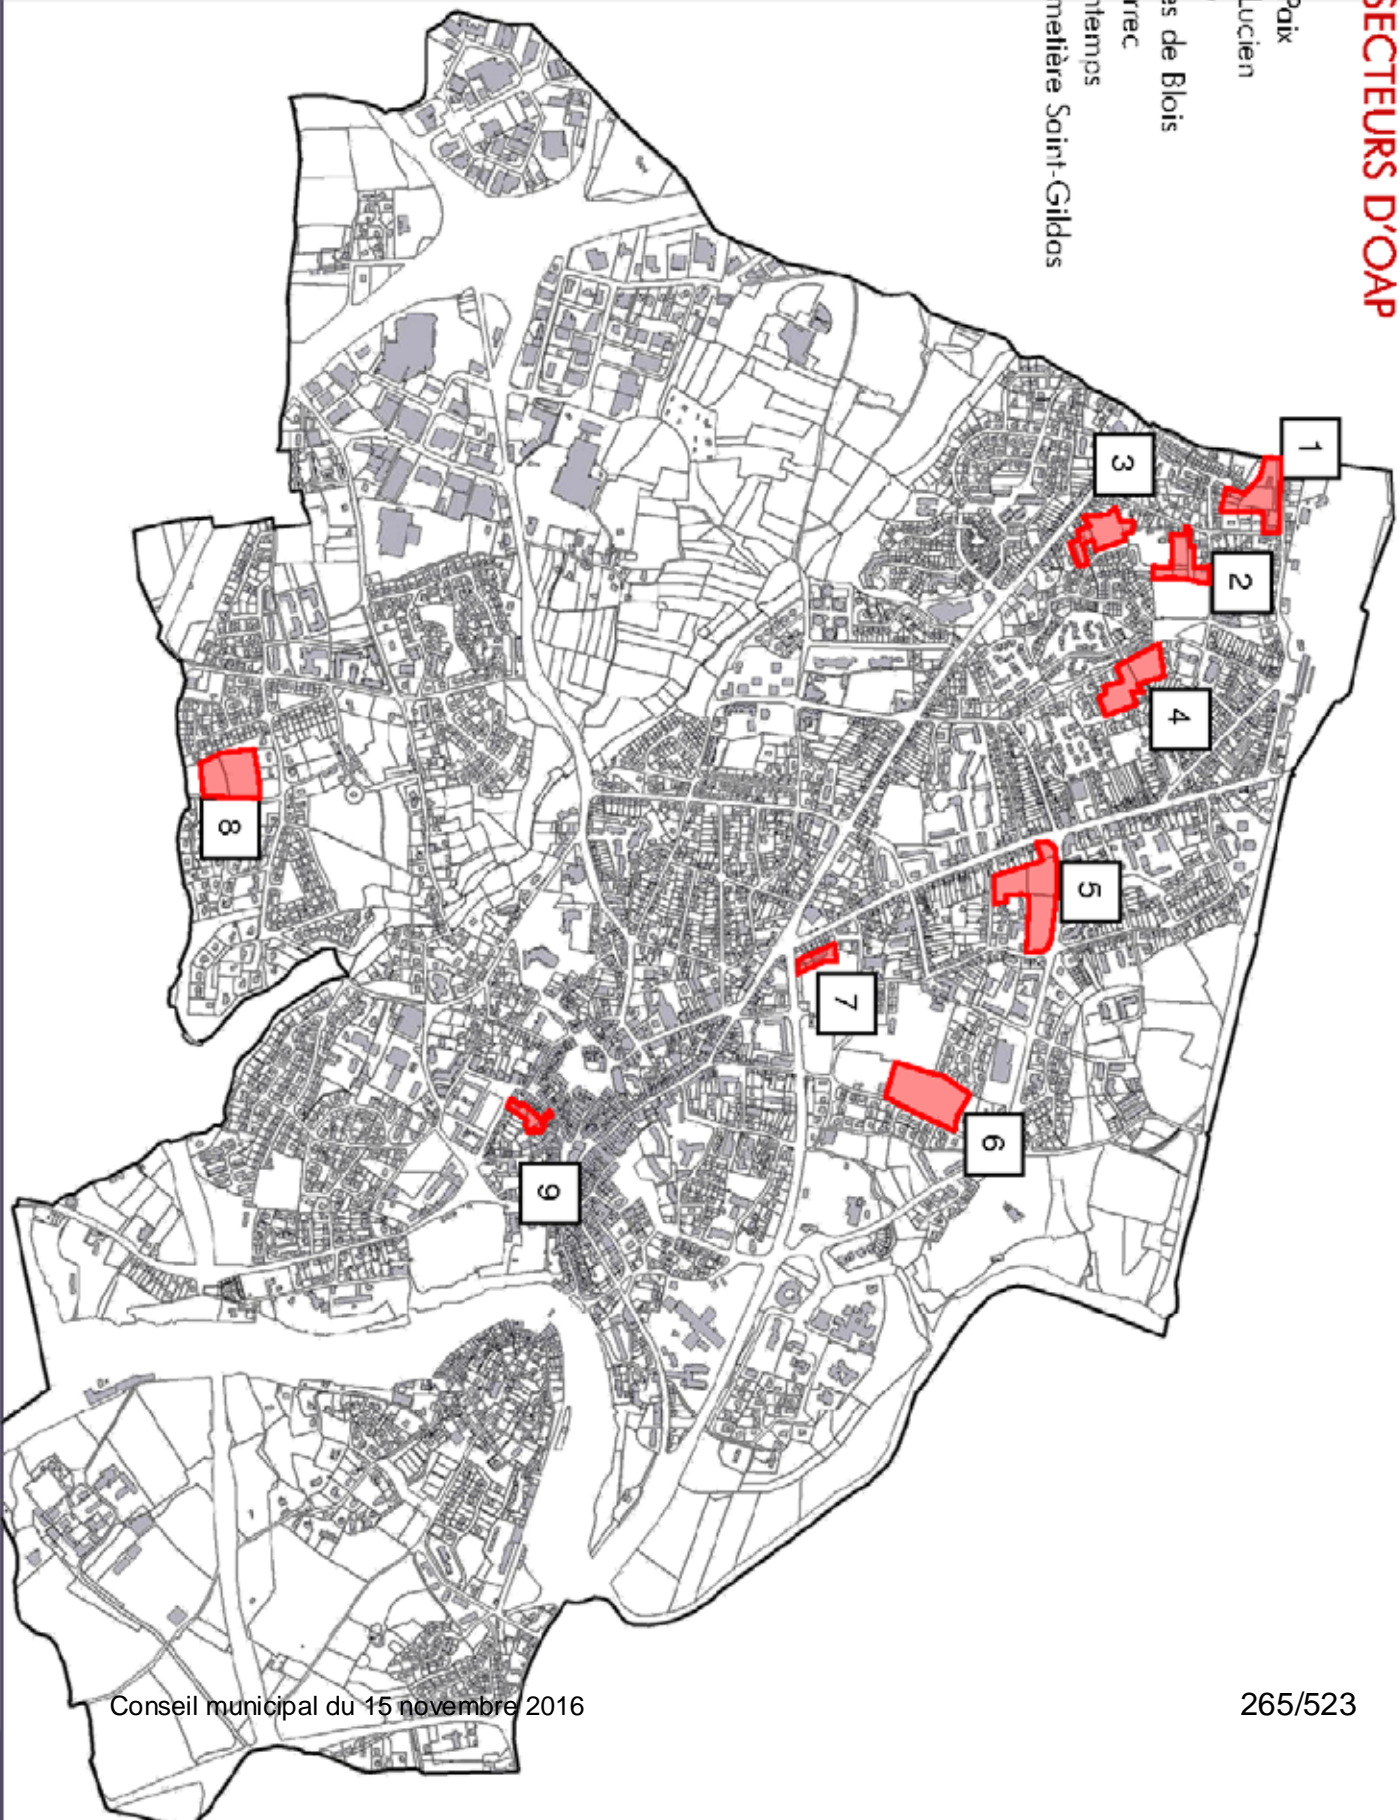 SECTEURS D'OAP
Paix
Lucien
es de Blois
rrec
ntemps
metière Saint-Gildas
1
2
3
4
5
6
7
8
9
Conseil municipal du 15 novembre 2016
265/523